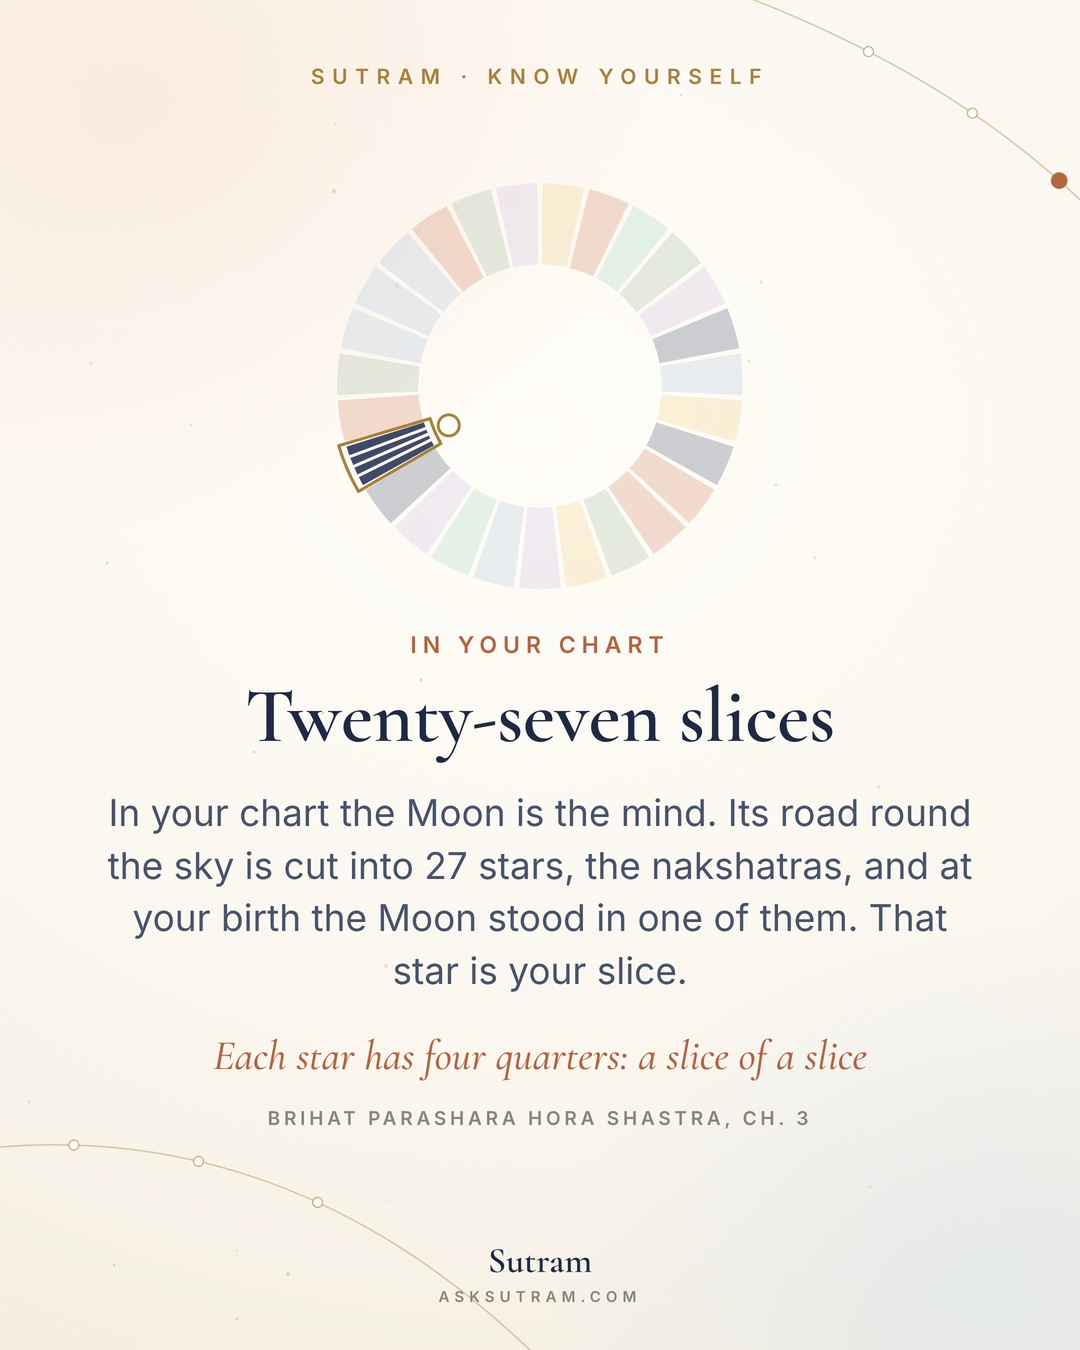 SUTRAM · KNOW YOURSELF
IN YOUR CHART
Twenty-seven slices
In your chart the Moon is the mind. Its road round
the sky is cut into 27 stars, the nakshatras, and at
your birth the Moon stood in one of them. That
star is your slice.
Each star has four quarters: a slice of a slice
BRIHAT PARASHARA HORA SHASTRA, CH. 3
Sutram
ASKSUTRAM.COM